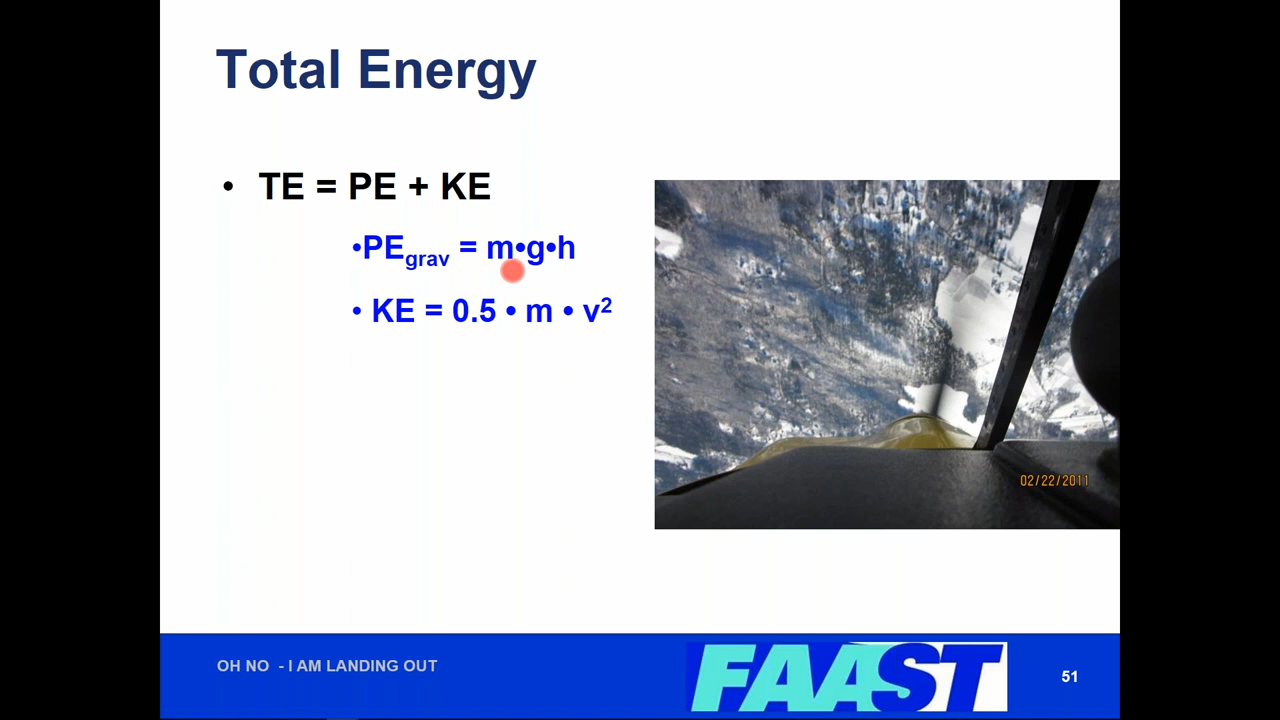 Total Energy
• TE = PE + KE
•PEgrav = m•g•h
• KE = 0.5 • m • v²
02/22/2011
OH NO - I AM LANDING OUT
FAAST
51